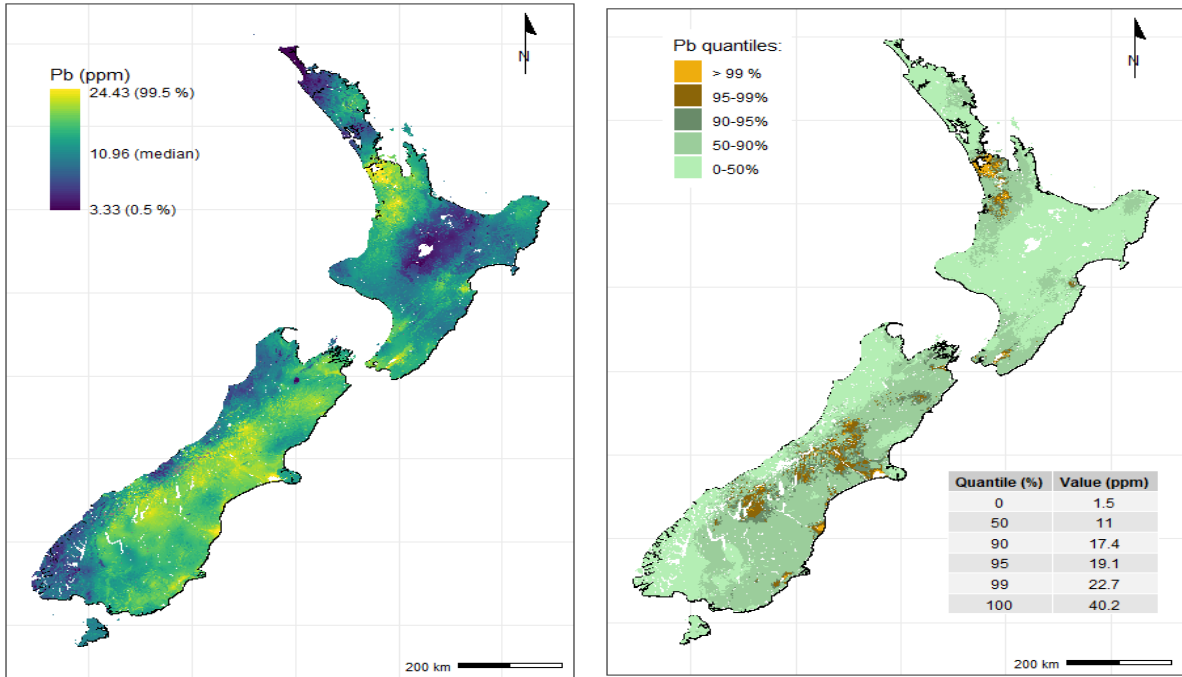 N
Pb (ppm)
24.43 (99.5 %)
10.96 (median)
3.33 (0.5 %)
200 km
N
Pb quantiles:
> 99 %
95-99%
90-95%
50-90%
0-50%
Quantile (%) Value (ppm)
0 1.5
50 11
90 17.4
95 19.1
99 22.7
100 40.2
200 km